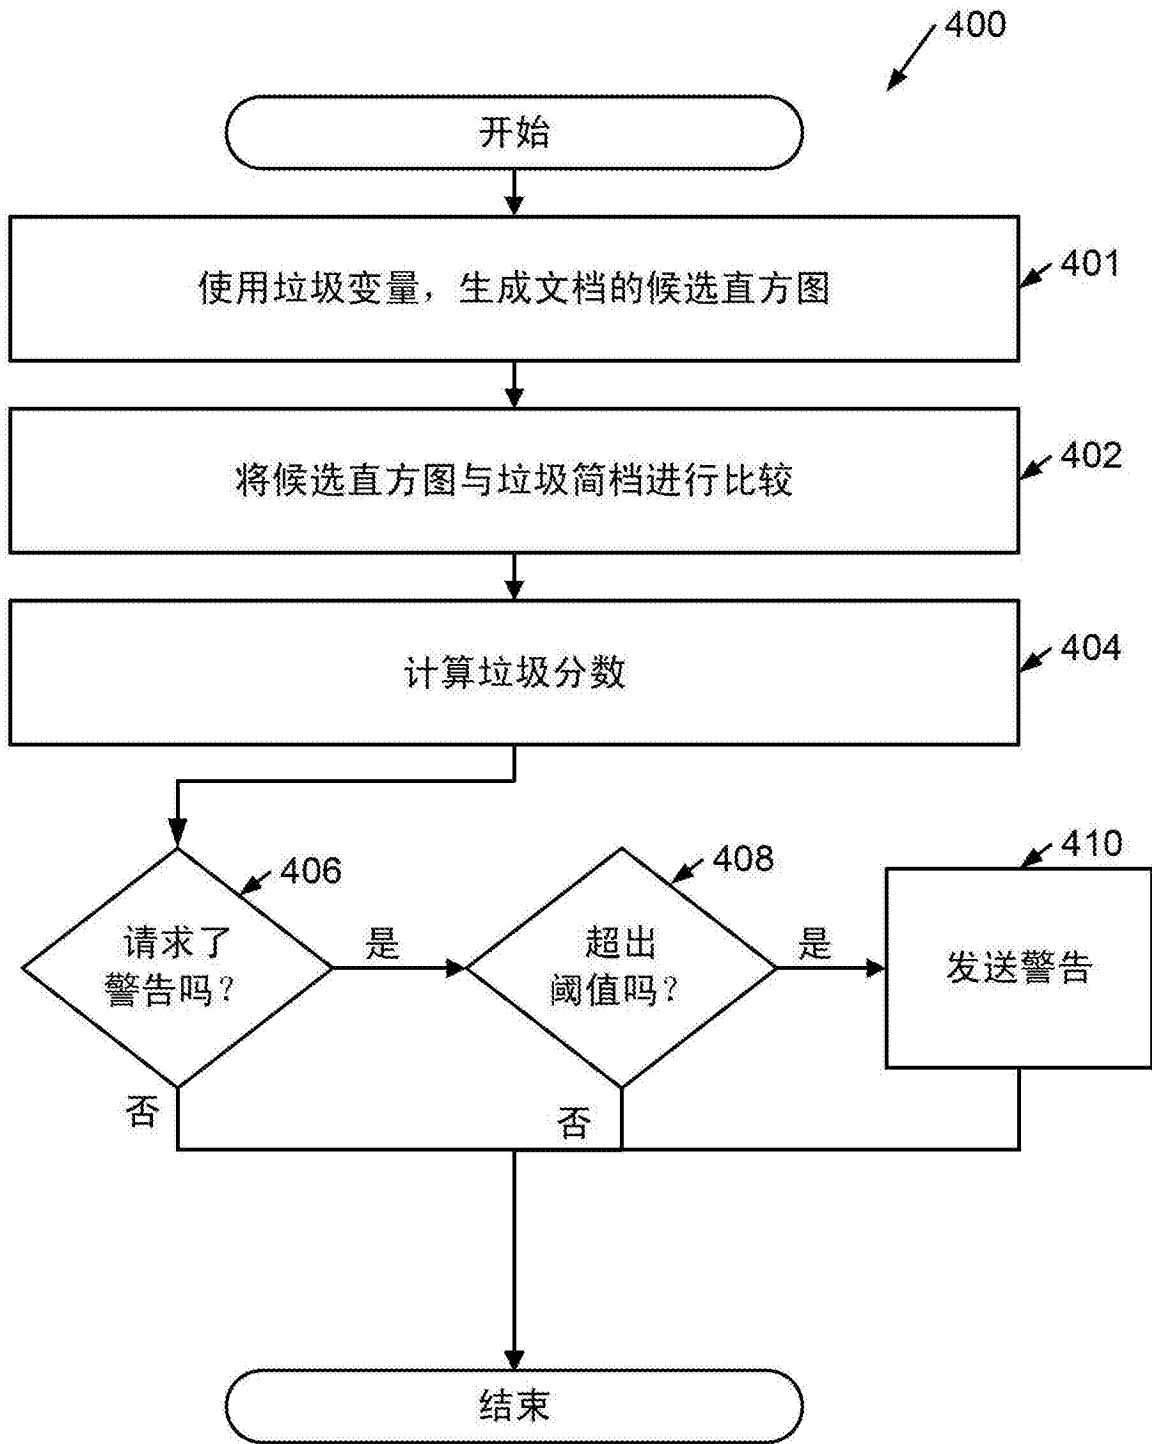 400
开始
使用垃圾变量，生成文档的候选直方图
401
将候选直方图与垃圾简档进行比较
402
计算垃圾分数
404
406
请求了
警告吗？
是
408
超出
阈值吗？
是
410
发送警告
否
否
结束